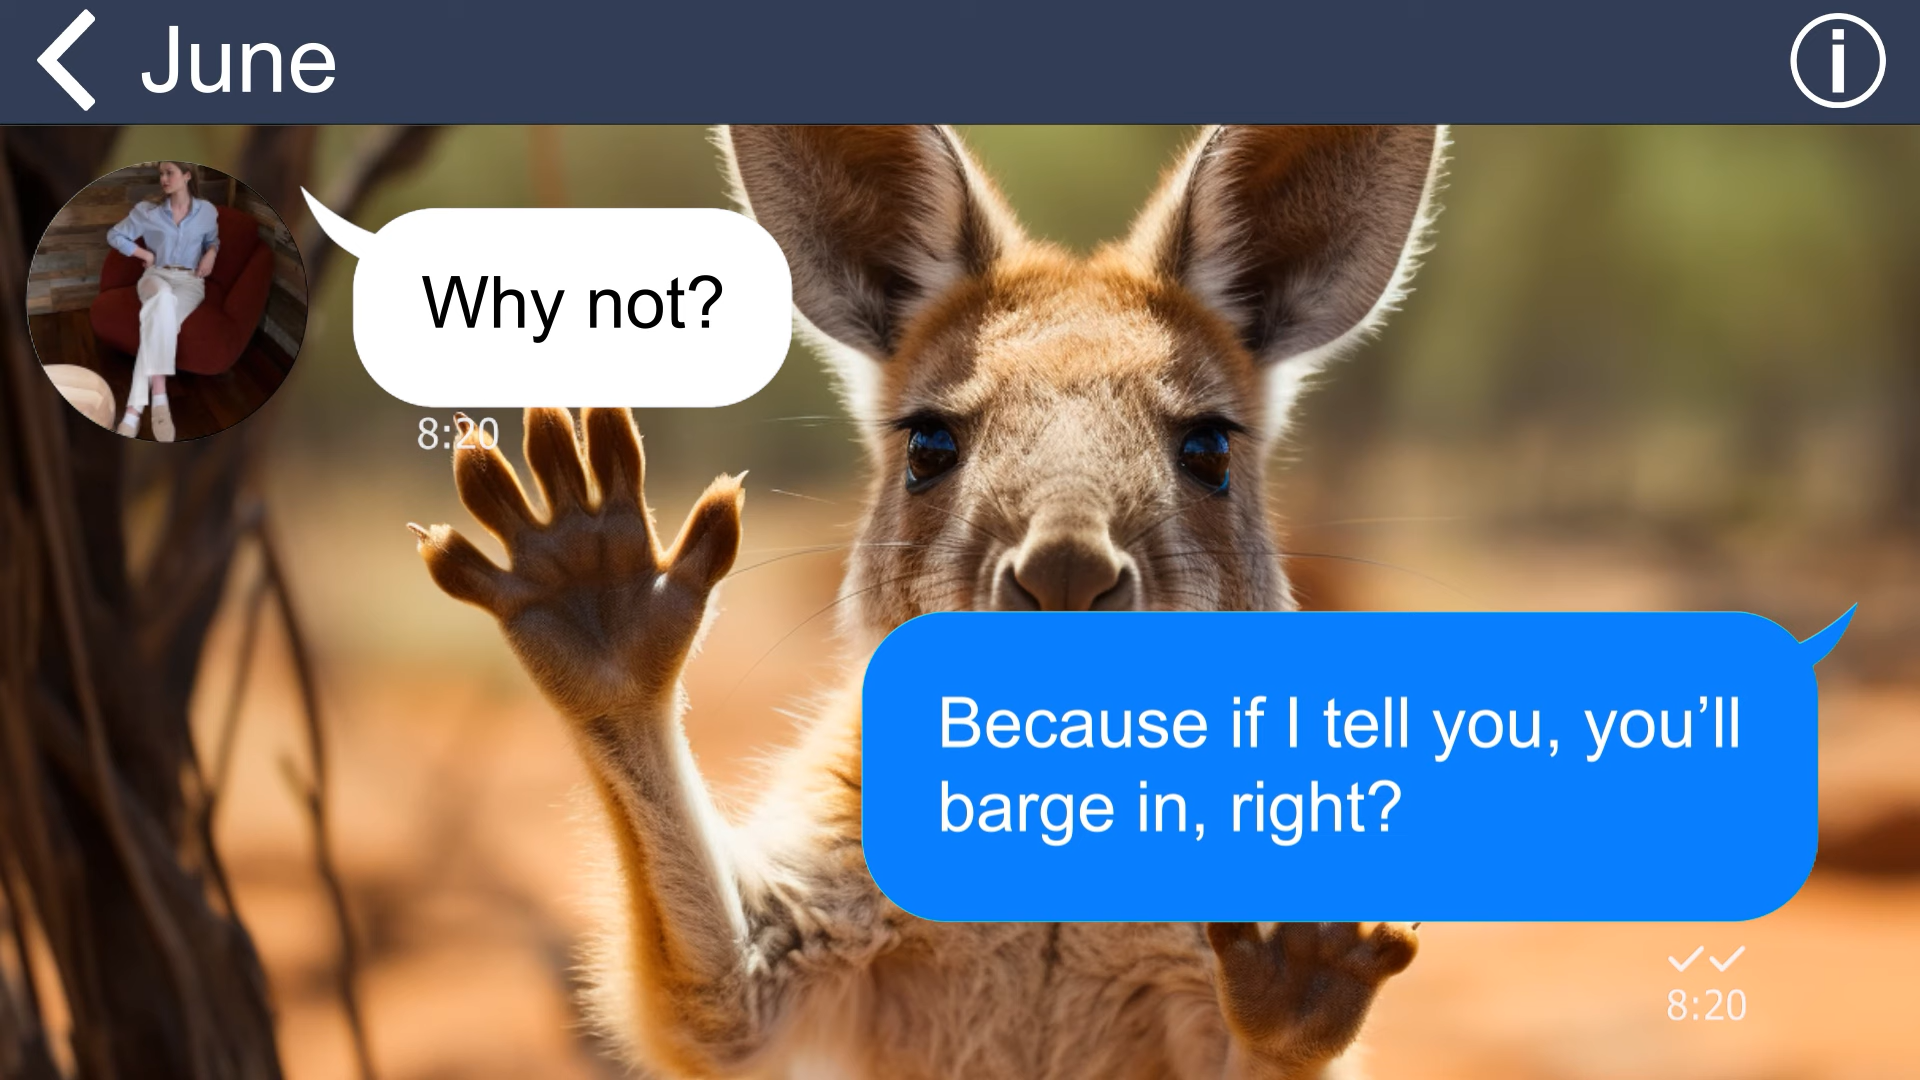 June
Why not?
8:20
Because if I tell you, you’ll
barge in, right?
8:20